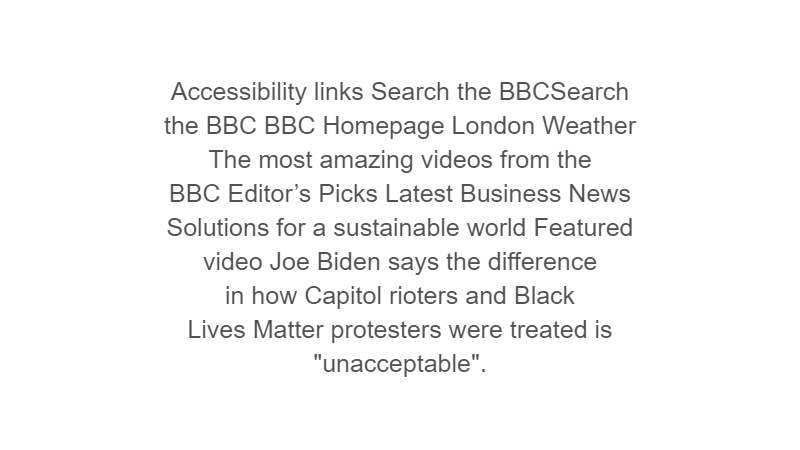 Accessibility links Search the BBCSearch
the BBC BBC Homepage London Weather
The most amazing videos from the
BBC Editor’s Picks Latest Business News
Solutions for a sustainable world Featured
video Joe Biden says the difference
in how Capitol rioters and Black
Lives Matter protesters were treated is
"unacceptable".